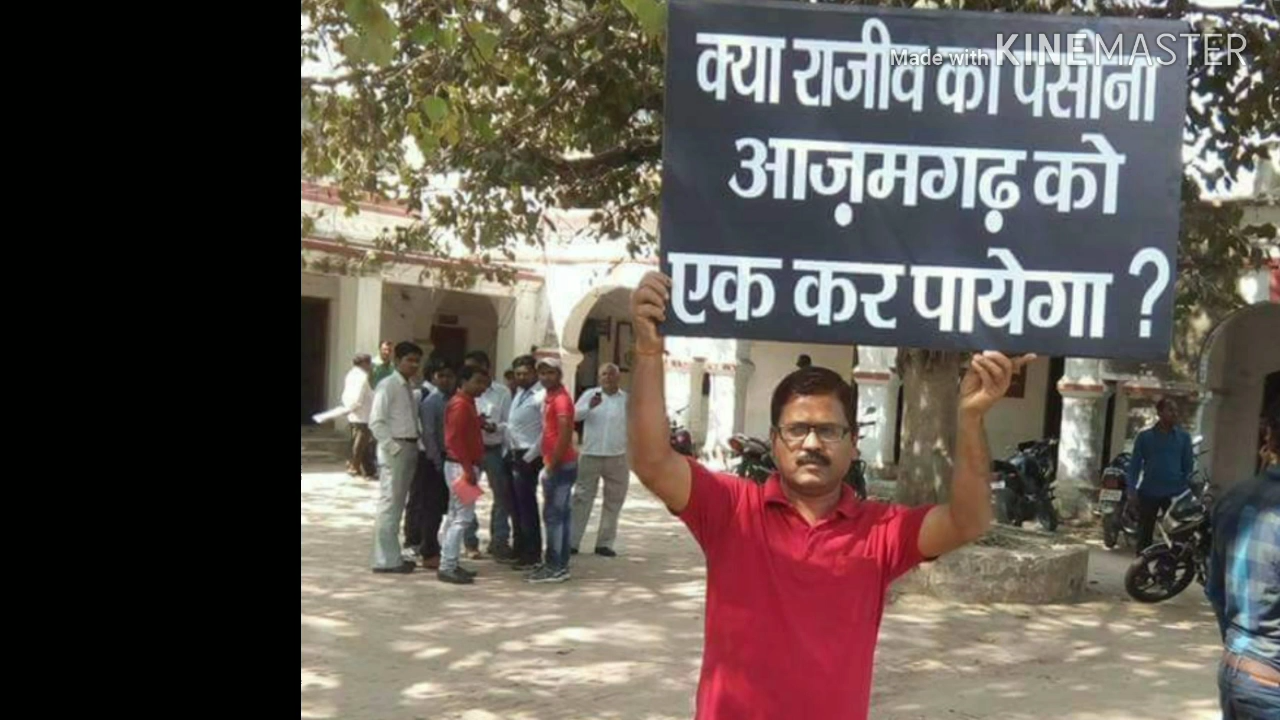 Made with KINEMASTER
क्या राजीव का पसीना
आज़मगढ़ को
एक कर पायेगा ?